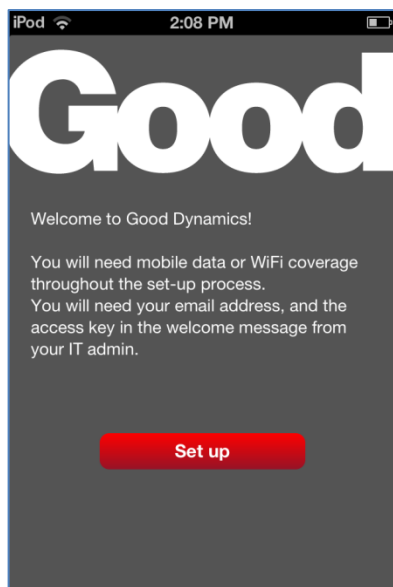 iPod 2:08 PM
Good
Welcome to Good Dynamics!
You will need mobile data or WiFi coverage
throughout the set-up process.
You will need your email address, and the
access key in the welcome message from
your IT admin.
Set up